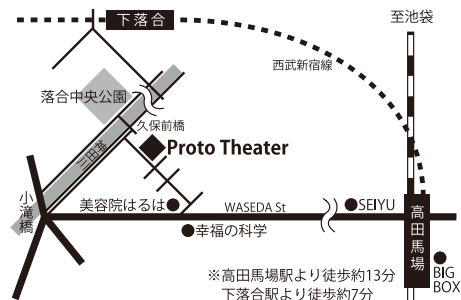 下落合
至池袋
西武新宿線
落合中央公園
久保前橋
Proto Theater
神田川
小滝橋
美容院はるは
WASEDA St
SEIYU
高田馬場
幸福の科学
BIG
BOX
※高田馬場駅より徒歩約13分
下落合駅より徒歩約7分